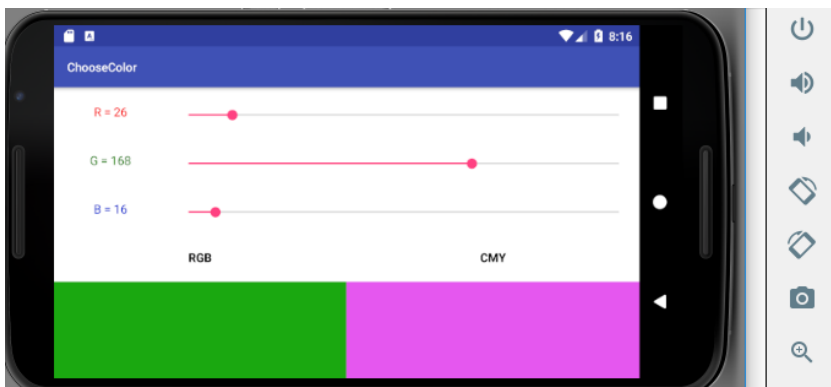 8:16
ChooseColor
R = 26
G = 168
B = 16
RGB CMY